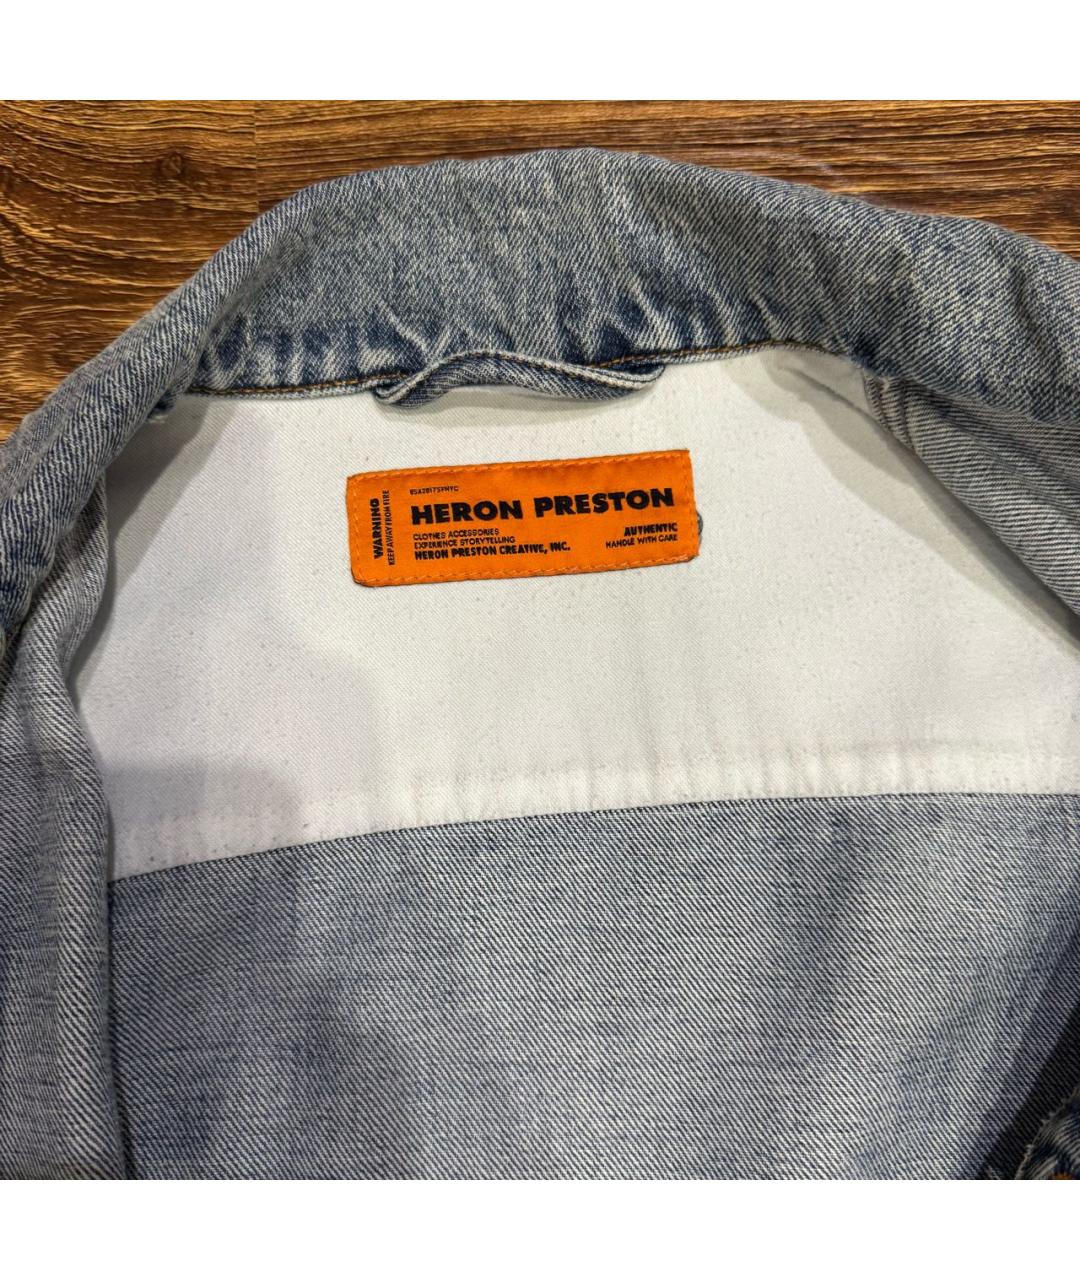 WARNING
KEEP AWAY FROM FIRE
HERON PRESTON
CLOTHES ACCESSORIES
EXPERIENCE STORYTELLING
HERON PRESTON CREATIVE, INC.
AUTHENTIC
HANDLE WITH CARE